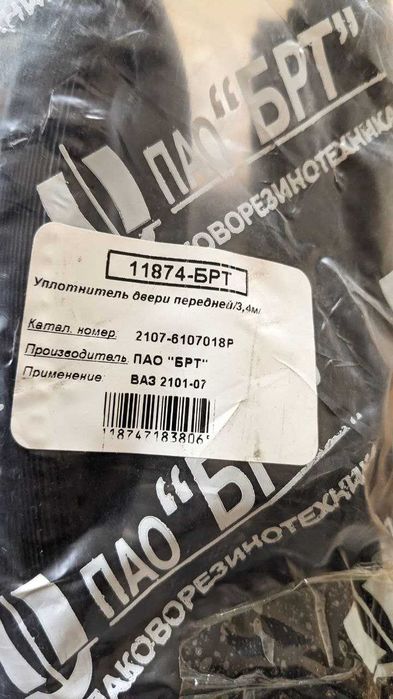 ПАО "БРТ"
11874-БРТ
Уплотнитель двери передней/3,4м/
Катал. номер: 2107-6107018Р
Производитель: ПАО "БРТ"
Применение: ВАЗ 2101-07
118747183806
ПАО "БРТ"